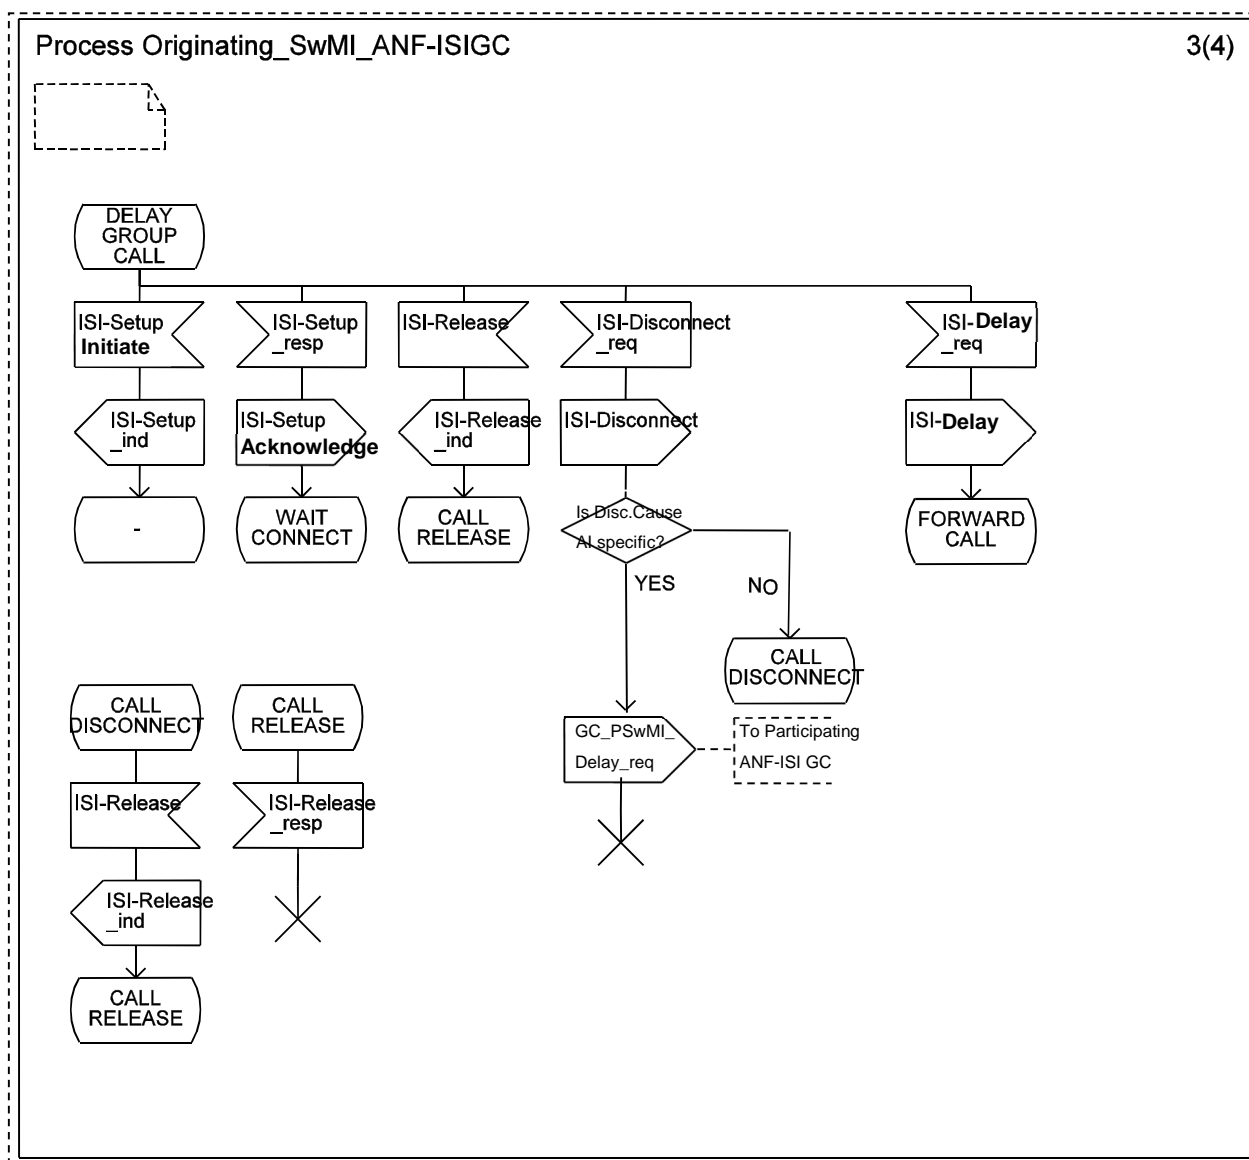 Process Originating_SwMI_ANF-ISIGC
3(4)
DELAY
GROUP
CALL
ISI-Setup
Initiate
ISI-Setup
_resp
ISI-Release
ISI-Disconnect
_req
ISI-Delay
_req
ISI-Setup
_ind
ISI-Setup
Acknowledge
ISI-Release
_ind
ISI-Disconnect
ISI-Delay
-
WAIT
CONNECT
CALL
RELEASE
Is Disc.Cause
AI specific?
FORWARD
CALL
YES
NO
CALL
DISCONNECT
CALL
DISCONNECT
CALL
RELEASE
GC_PSwMI_
Delay_req
To Participating
ANF-ISI GC
ISI-Release
ISI-Release
_resp
ISI-Release
_ind
CALL
RELEASE